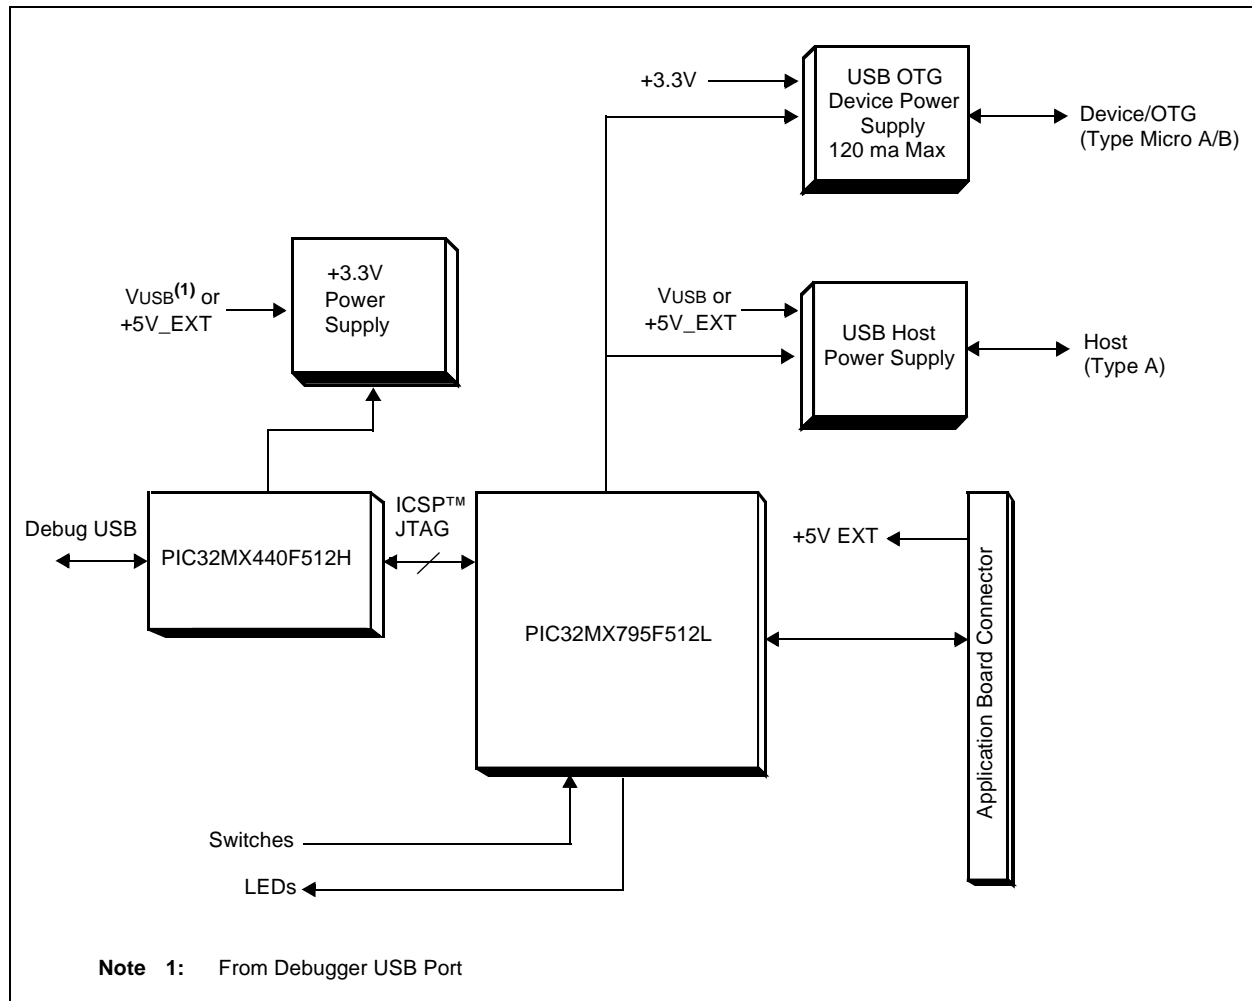 +3.3V
USB OTG
Device Power
Supply
120 ma Max
Device/OTG
(Type Micro A/B)
+3.3V
Power
Supply
VUSB(1) or
+5V_EXT
VUSB or
+5V_EXT
USB Host
Power Supply
Host
(Type A)
Debug USB
PIC32MX440F512H
ICSP™
JTAG
PIC32MX795F512L
+5V EXT
Application Board Connector
Switches
LEDs
Note 1: From Debugger USB Port